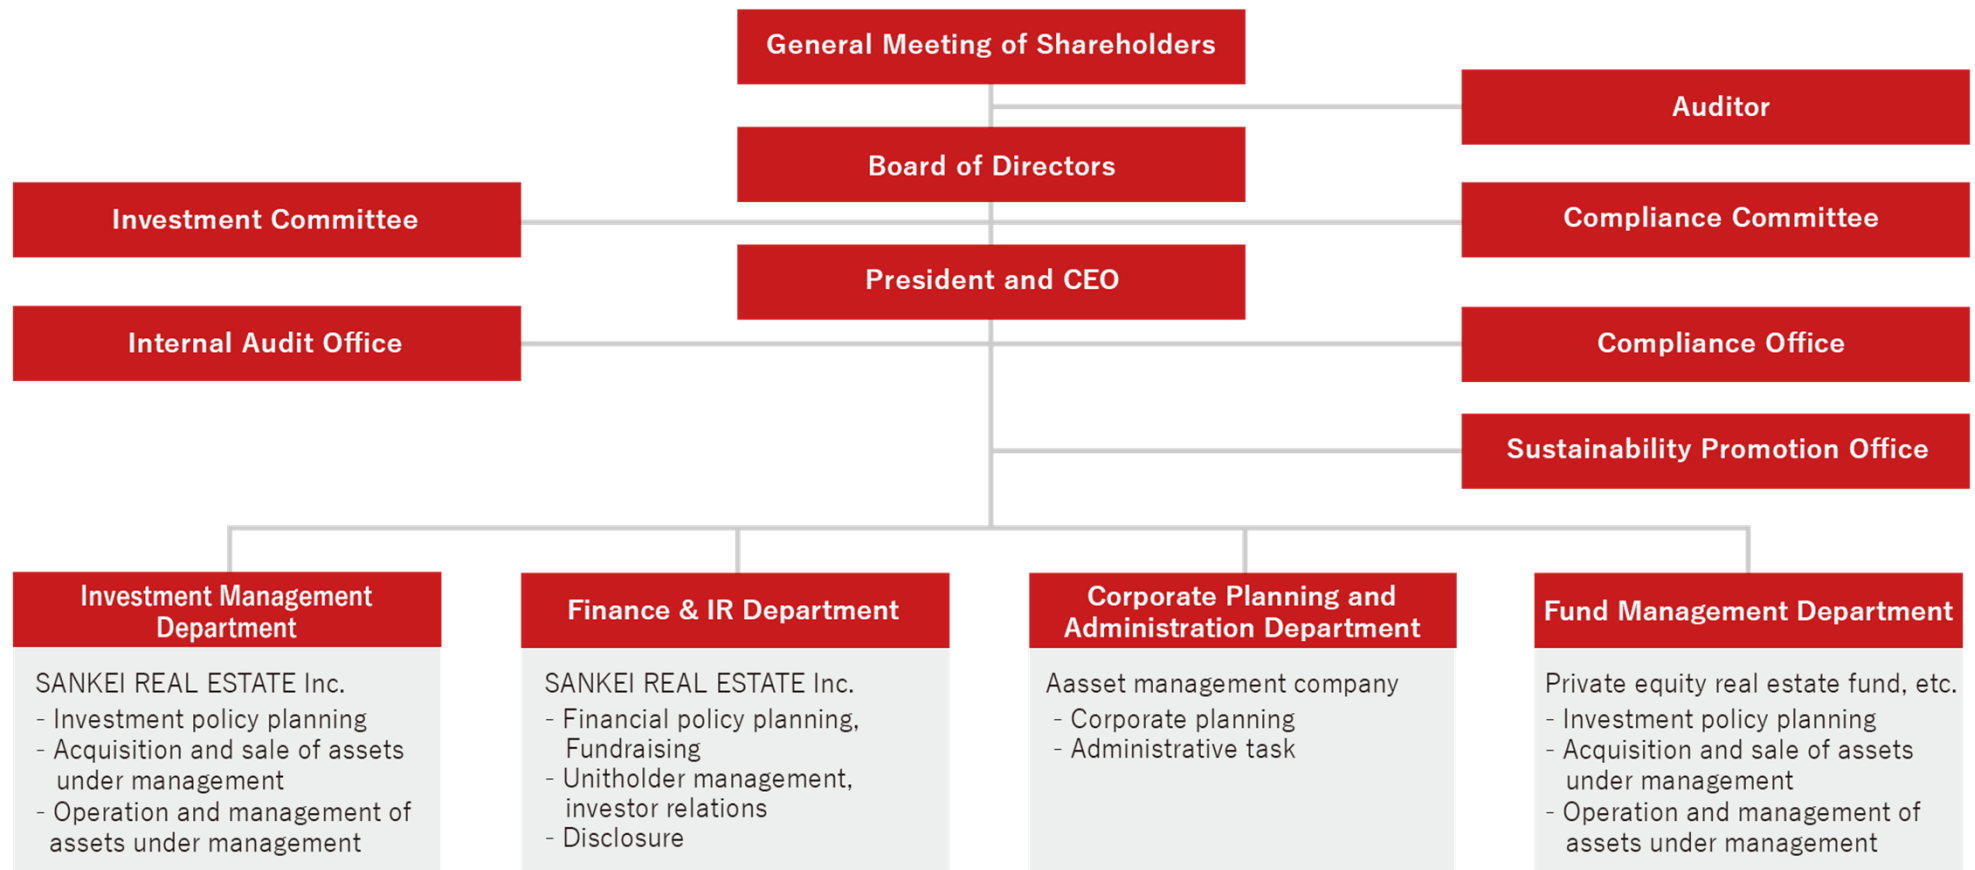 General Meeting of Shareholders
Auditor
Board of Directors
Investment Committee
Compliance Committee
President and CEO
Internal Audit Office
Compliance Office
Sustainability Promotion Office
Investment Management
Department
SANKEI REAL ESTATE Inc.
- Investment policy planning
- Acquisition and sale of assets
under management
- Operation and management of
assets under management
Finance & IR Department
SANKEI REAL ESTATE Inc.
- Financial policy planning,
Fundraising
- Unitholder management,
investor relations
- Disclosure
Corporate Planning and
Administration Department
Aasset management company
- Corporate planning
- Administrative task
Fund Management Department
Private equity real estate fund, etc.
- Investment policy planning
- Acquisition and sale of assets
under management
- Operation and management of
assets under management